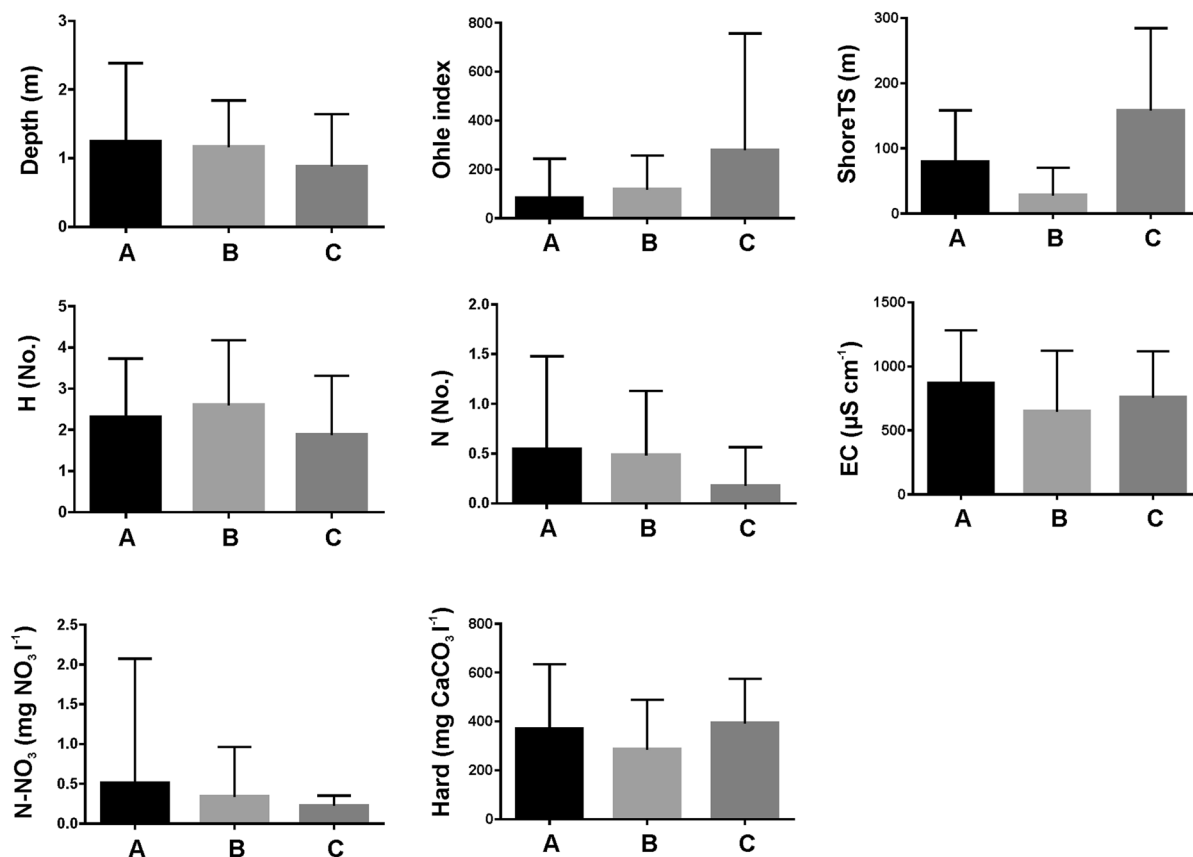 Depth (m)
3
2
1
0
A B C
Ohle index
800
600
400
200
0
A B C
ShoreTS (m)
300
200
100
0
A B C
H (No.)
5
4
3
2
1
0
A B C
N (No.)
2.0
1.5
1.0
0.5
0.0
A B C
EC (µS cm⁻¹)
1500
1000
500
0
A B C
N-NO₃ (mg NO₃ l⁻¹)
2.5
2.0
1.5
1.0
0.5
0.0
A B C
Hard (mg CaCO₃ l⁻¹)
800
600
400
200
0
A B C